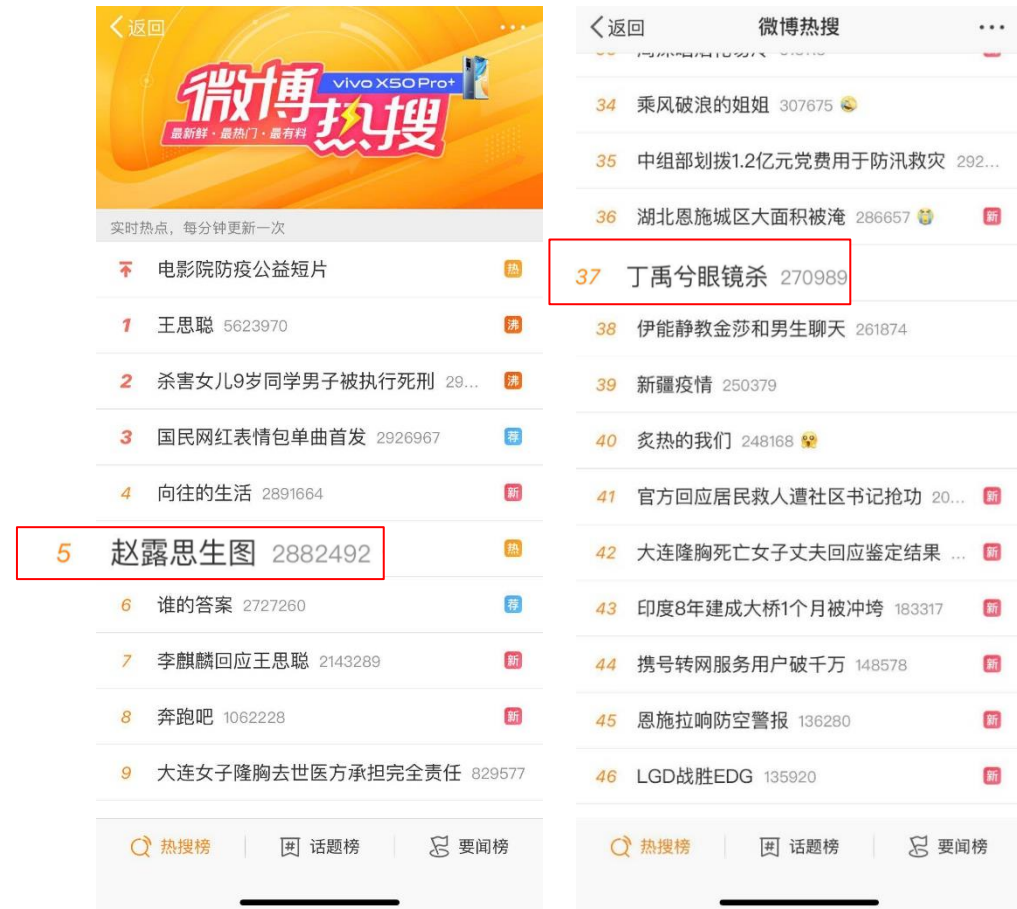 返回
微博热搜
vivo X50 Pro+
最新鲜·最热门·最有料
实时热点，每分钟更新一次
电影院防疫公益短片 热
1 王思聪 5623970 沸
2 杀害女儿9岁同学男子被执行死刑 29... 沸
3 国民网红表情包单曲首发 2926967 荐
4 向往的生活 2891664 新
5 赵露思生图 2882492 热
6 谁的答案 2727260 荐
7 李麒麟回应王思聪 2143289 新
8 奔跑吧 1062228 新
9 大连女子隆胸去世医方承担完全责任 829577
热搜榜 话题榜 要闻榜
返回 微博热搜
34 乘风破浪的姐姐 307675
35 中组部划拨1.2亿元党费用于防汛救灾 292...
36 湖北恩施城区大面积被淹 286657 新
37 丁禹兮眼镜杀 270989
38 伊能静教金莎和男生聊天 261874
39 新疆疫情 250379
40 炙热的我们 248168
41 官方回应居民救人遭社区书记抢功 20... 新
42 大连隆胸死亡女子丈夫回应鉴定结果 ... 新
43 印度8年建成大桥1个月被冲垮 183317 新
44 携号转网服务用户破千万 148578 新
45 恩施拉响防空警报 136280 新
46 LGD战胜EDG 135920 新
热搜榜 话题榜 要闻榜